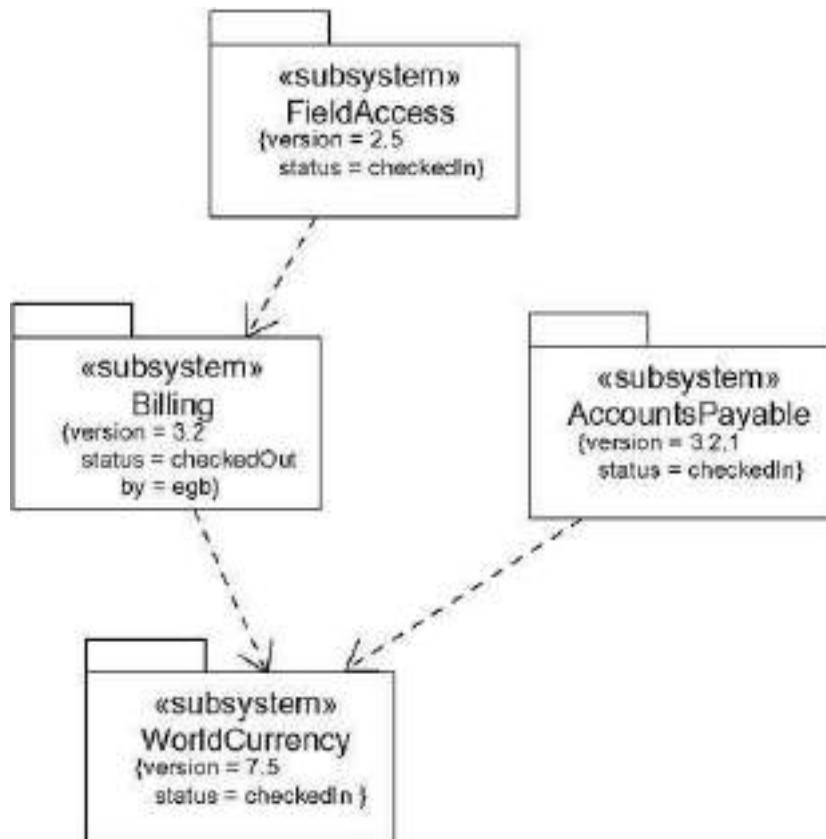 «subsystem»
FieldAccess
{version = 2.5
status = checkedIn}
«subsystem»
Billing
{version = 3.2
status = checkedOut
by = egb)
«subsystem»
AccountsPayable
{version = 3.2.1
status = checkedIn}
«subsystem»
WorldCurrency
{version = 7.5
status = checkedIn }